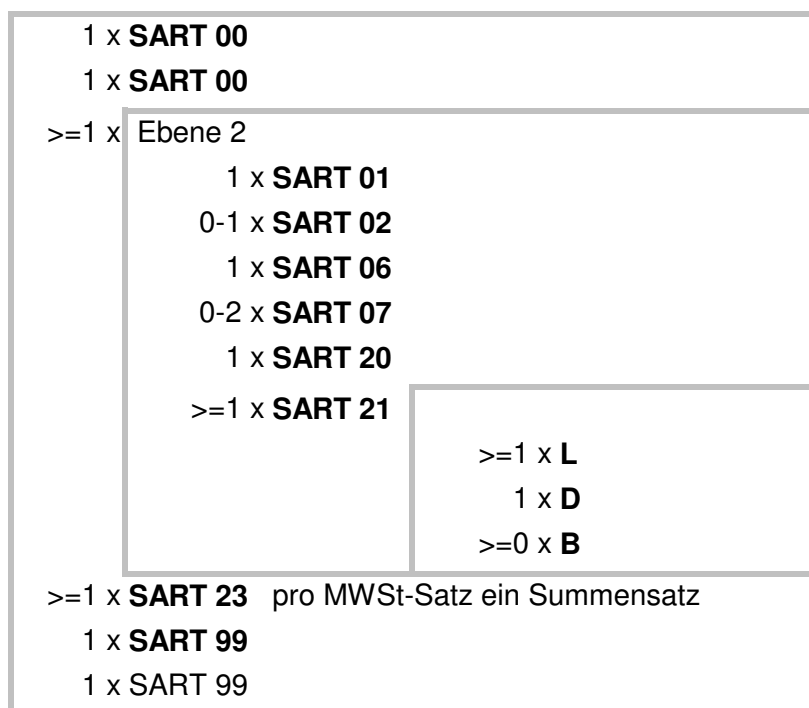 1 x SART 00
1 x SART 00
>=1 x Ebene 2
1 x SART 01
0-1 x SART 02
1 x SART 06
0-2 x SART 07
1 x SART 20
>=1 x SART 21
>=1 x L
1 x D
>=0 x B
>=1 x SART 23 pro MWSt-Satz ein Summensatz
1 x SART 99
1 x SART 99